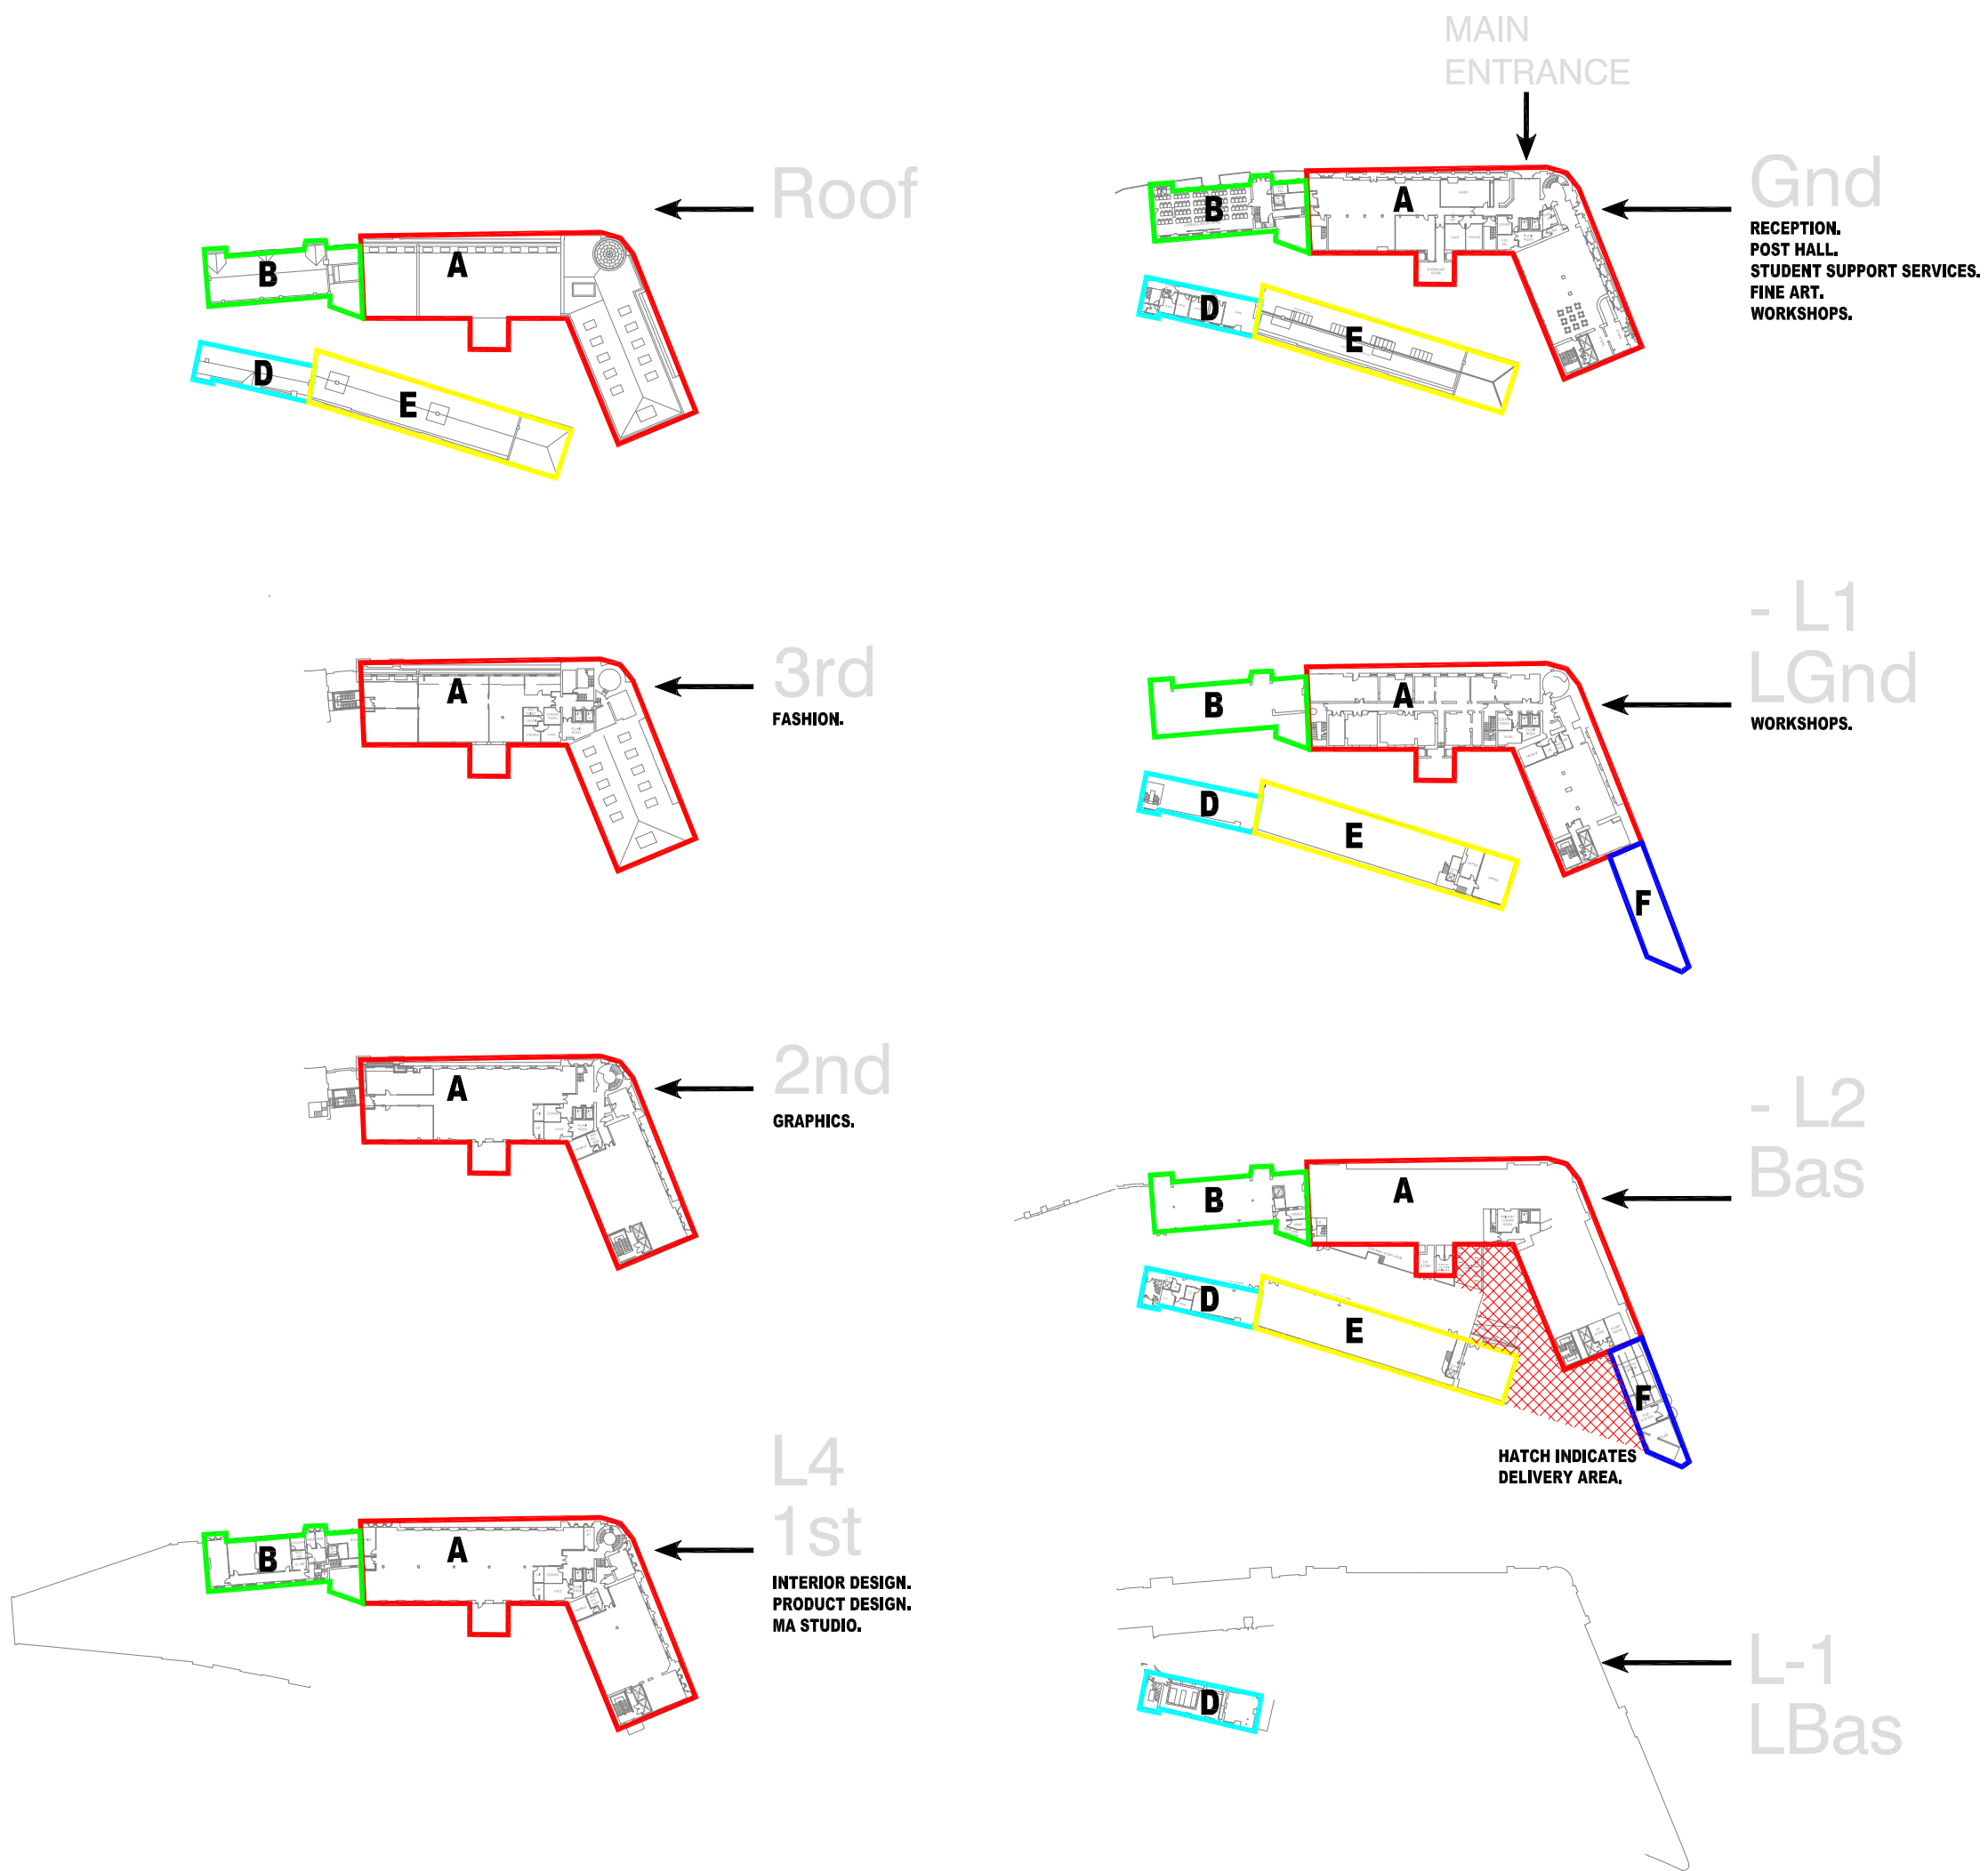 MAIN
ENTRANCE
Roof
B
A
D
E
Gnd
RECEPTION.
POST HALL.
STUDENT SUPPORT SERVICES.
FINE ART.
WORKSHOPS.
B
A
D
E
3rd
FASHION.
A
- L1
LGnd
WORKSHOPS.
B
A
D
E
F
2nd
GRAPHICS.
A
- L2
Bas
B
A
D
E
F
HATCH INDICATES
DELIVERY AREA.
L4
1st
INTERIOR DESIGN.
PRODUCT DESIGN.
MA STUDIO.
B
A
L-1
LBas
D